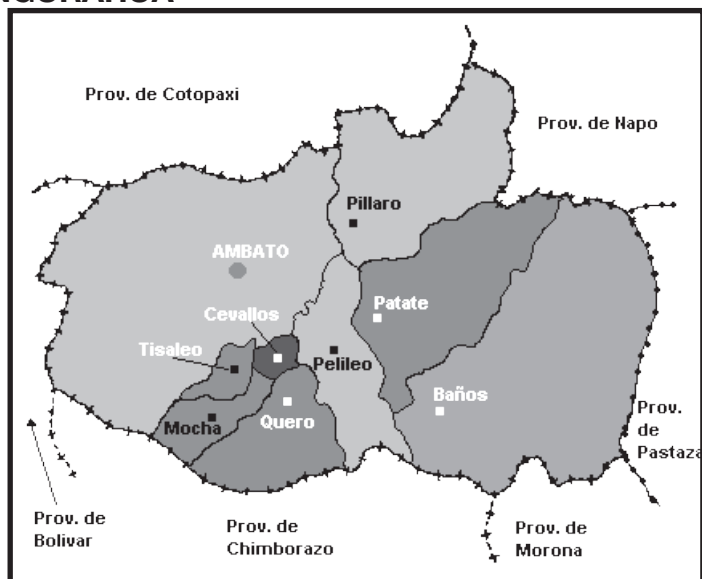 Prov. de Cotopaxi
Prov. de Napo
Pillaro
AMBATO
Cevallos
Patate
Tisaleo
Pelileo
Baños
Mocha
Quero
Prov.
de
Pastaza
Prov. de
Bolivar
Prov. de
Chimborazo
Prov. de
Morona